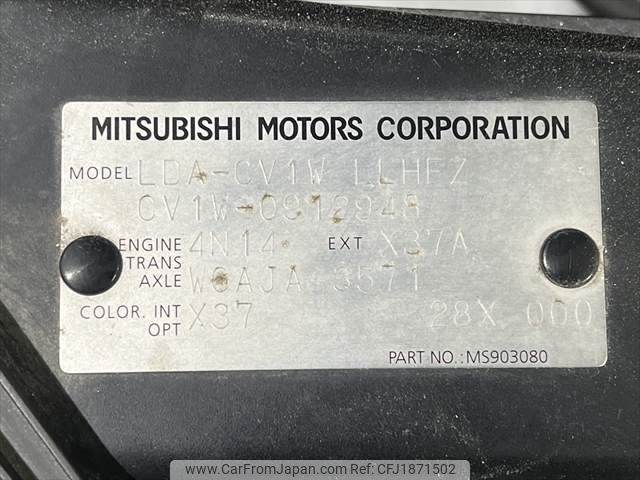 MITSUBISHI MOTORS CORPORATION
MODEL LDA-CV1W LLHFZ
CV1W-0912948
ENGINE 4N14 EXT X37A
TRANS
AXLE W6AJA 3571
COLOR. INT X37 28X 000
OPT
PART NO.:MS903080
www.CarFromJapan.com | Ref No. CFJ1871502